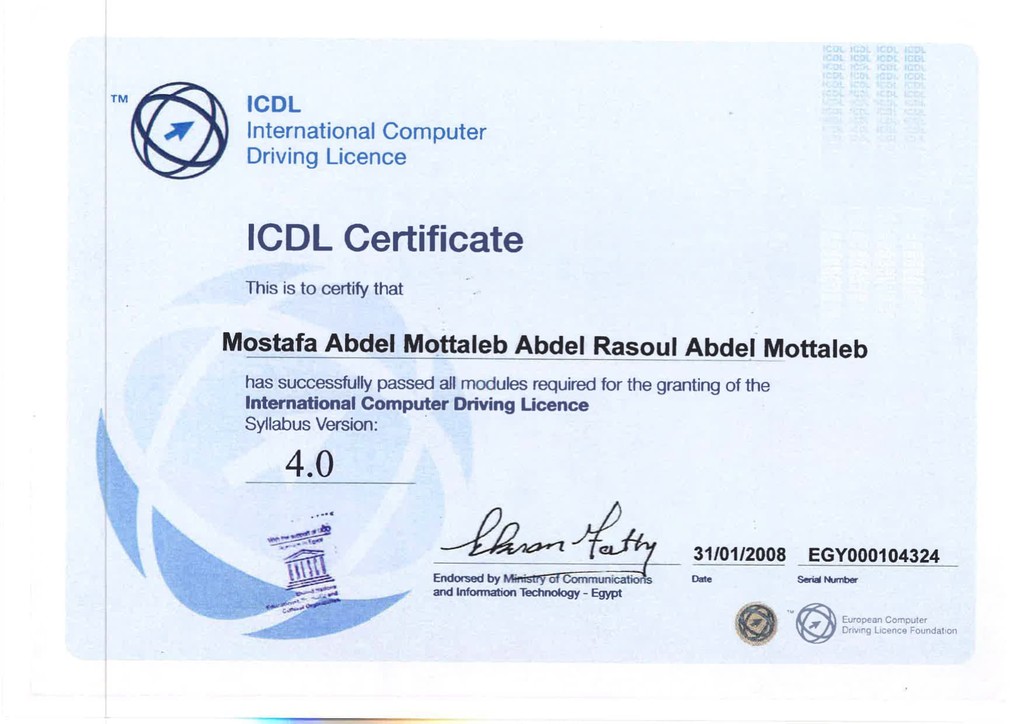 TM
ICDL
International Computer
Driving Licence
ICDL Certificate
This is to certify that
Mostafa Abdel Mottaleb Abdel Rasoul Abdel Mottaleb
has successfully passed all modules required for the granting of the
International Computer Driving Licence
Syllabus Version:
4.0
Ekram Fathy
31/01/2008 EGY000104324
Endorsed by Ministry of Communications
and Information Technology - Egypt
Date
Serial Number
TM
European Computer
Driving Licence Foundation